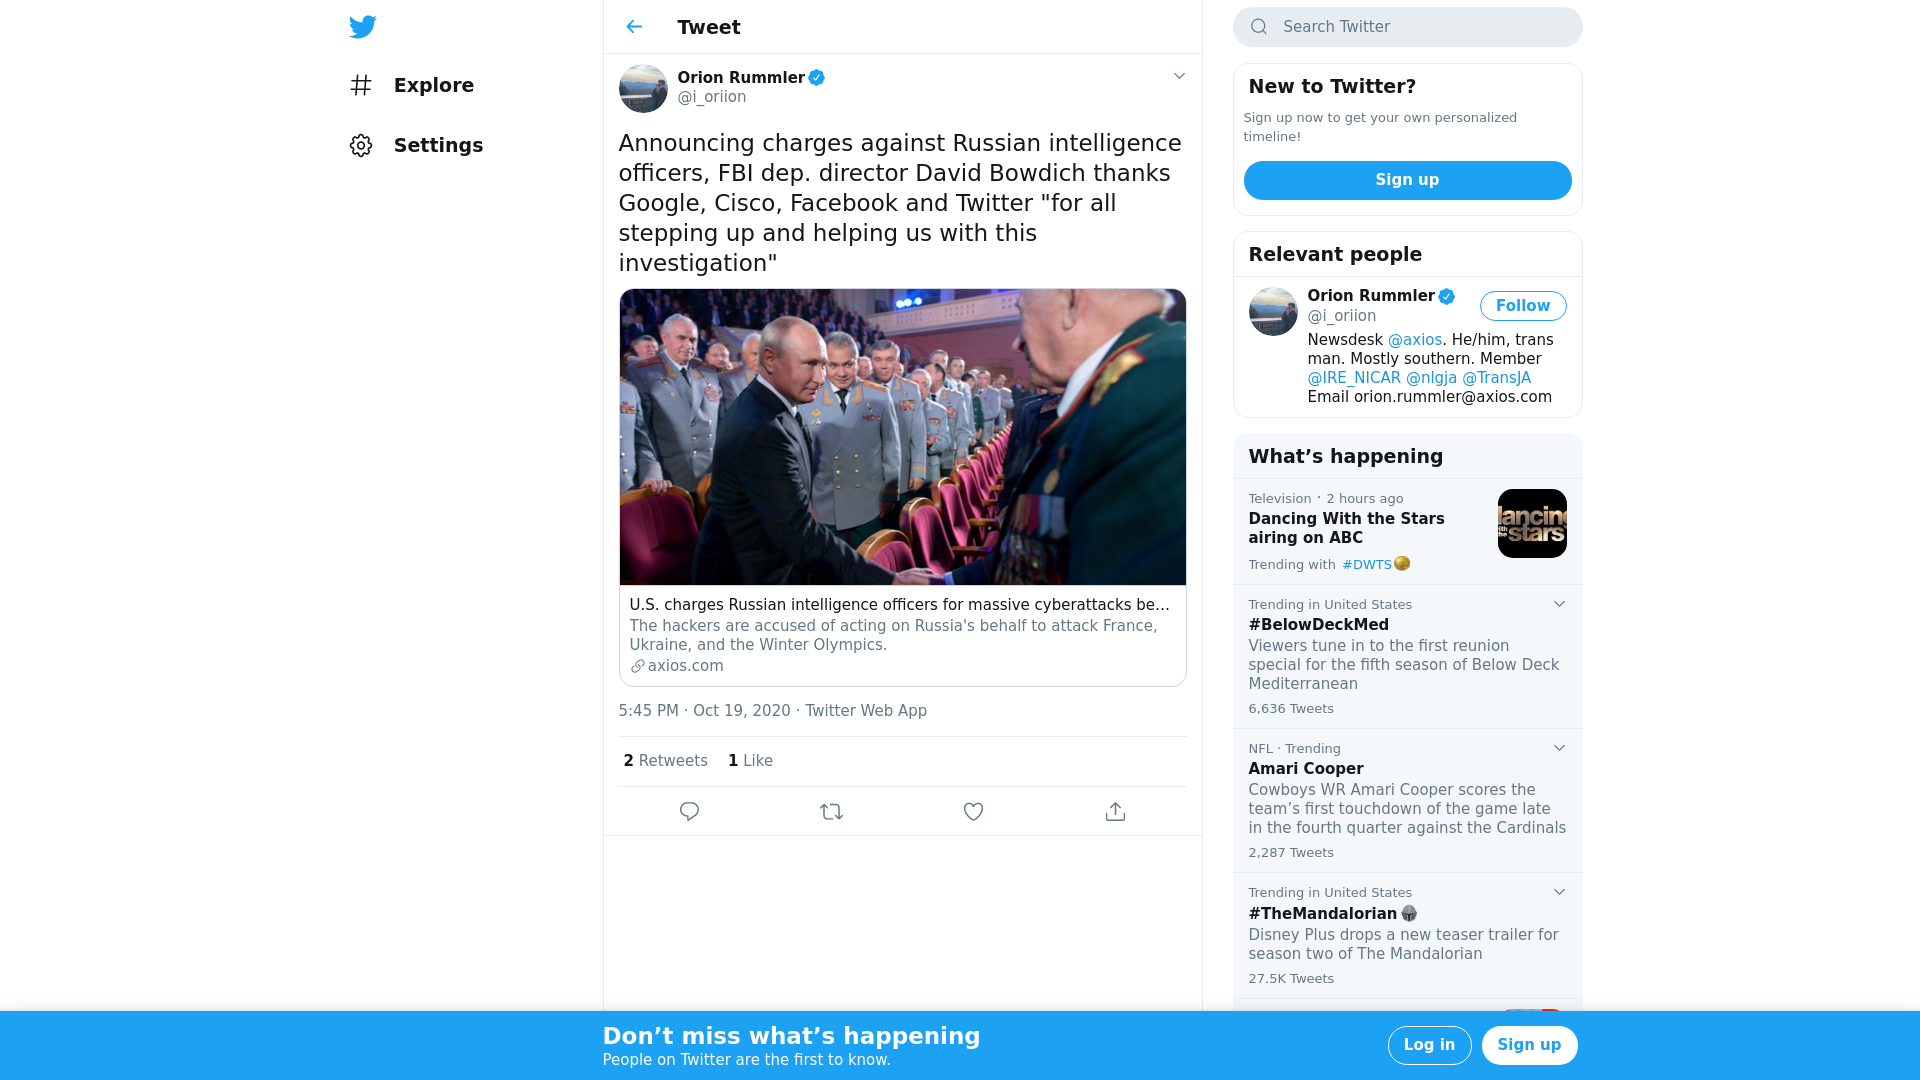 Explore
Settings
Tweet
Orion Rummler
@i_oriion
Announcing charges against Russian intelligence
officers, FBI dep. director David Bowdich thanks
Google, Cisco, Facebook and Twitter "for all
stepping up and helping us with this
investigation"
U.S. charges Russian intelligence officers for massive cyberattacks be...
The hackers are accused of acting on Russia's behalf to attack France,
Ukraine, and the Winter Olympics.
axios.com
5:45 PM · Oct 19, 2020 · Twitter Web App
2 Retweets 1 Like
Search Twitter
New to Twitter?
Sign up now to get your own personalized
timeline!
Sign up
Relevant people
Orion Rummler
@i_oriion
Follow
Newsdesk @axios. He/him, trans
man. Mostly southern. Member
@IRE_NICAR @nlgja @TransJA
Email orion.rummler@axios.com
What’s happening
Television · 2 hours ago
Dancing With the Stars
airing on ABC
Trending with #DWTS
dancing
with the stars
Trending in United States
#BelowDeckMed
Viewers tune in to the first reunion
special for the fifth season of Below Deck
Mediterranean
6,636 Tweets
NFL · Trending
Amari Cooper
Cowboys WR Amari Cooper scores the
team’s first touchdown of the game late
in the fourth quarter against the Cardinals
2,287 Tweets
Trending in United States
#TheMandalorian
Disney Plus drops a new teaser trailer for
season two of The Mandalorian
27.5K Tweets
Don’t miss what’s happening
People on Twitter are the first to know.
Log in
Sign up